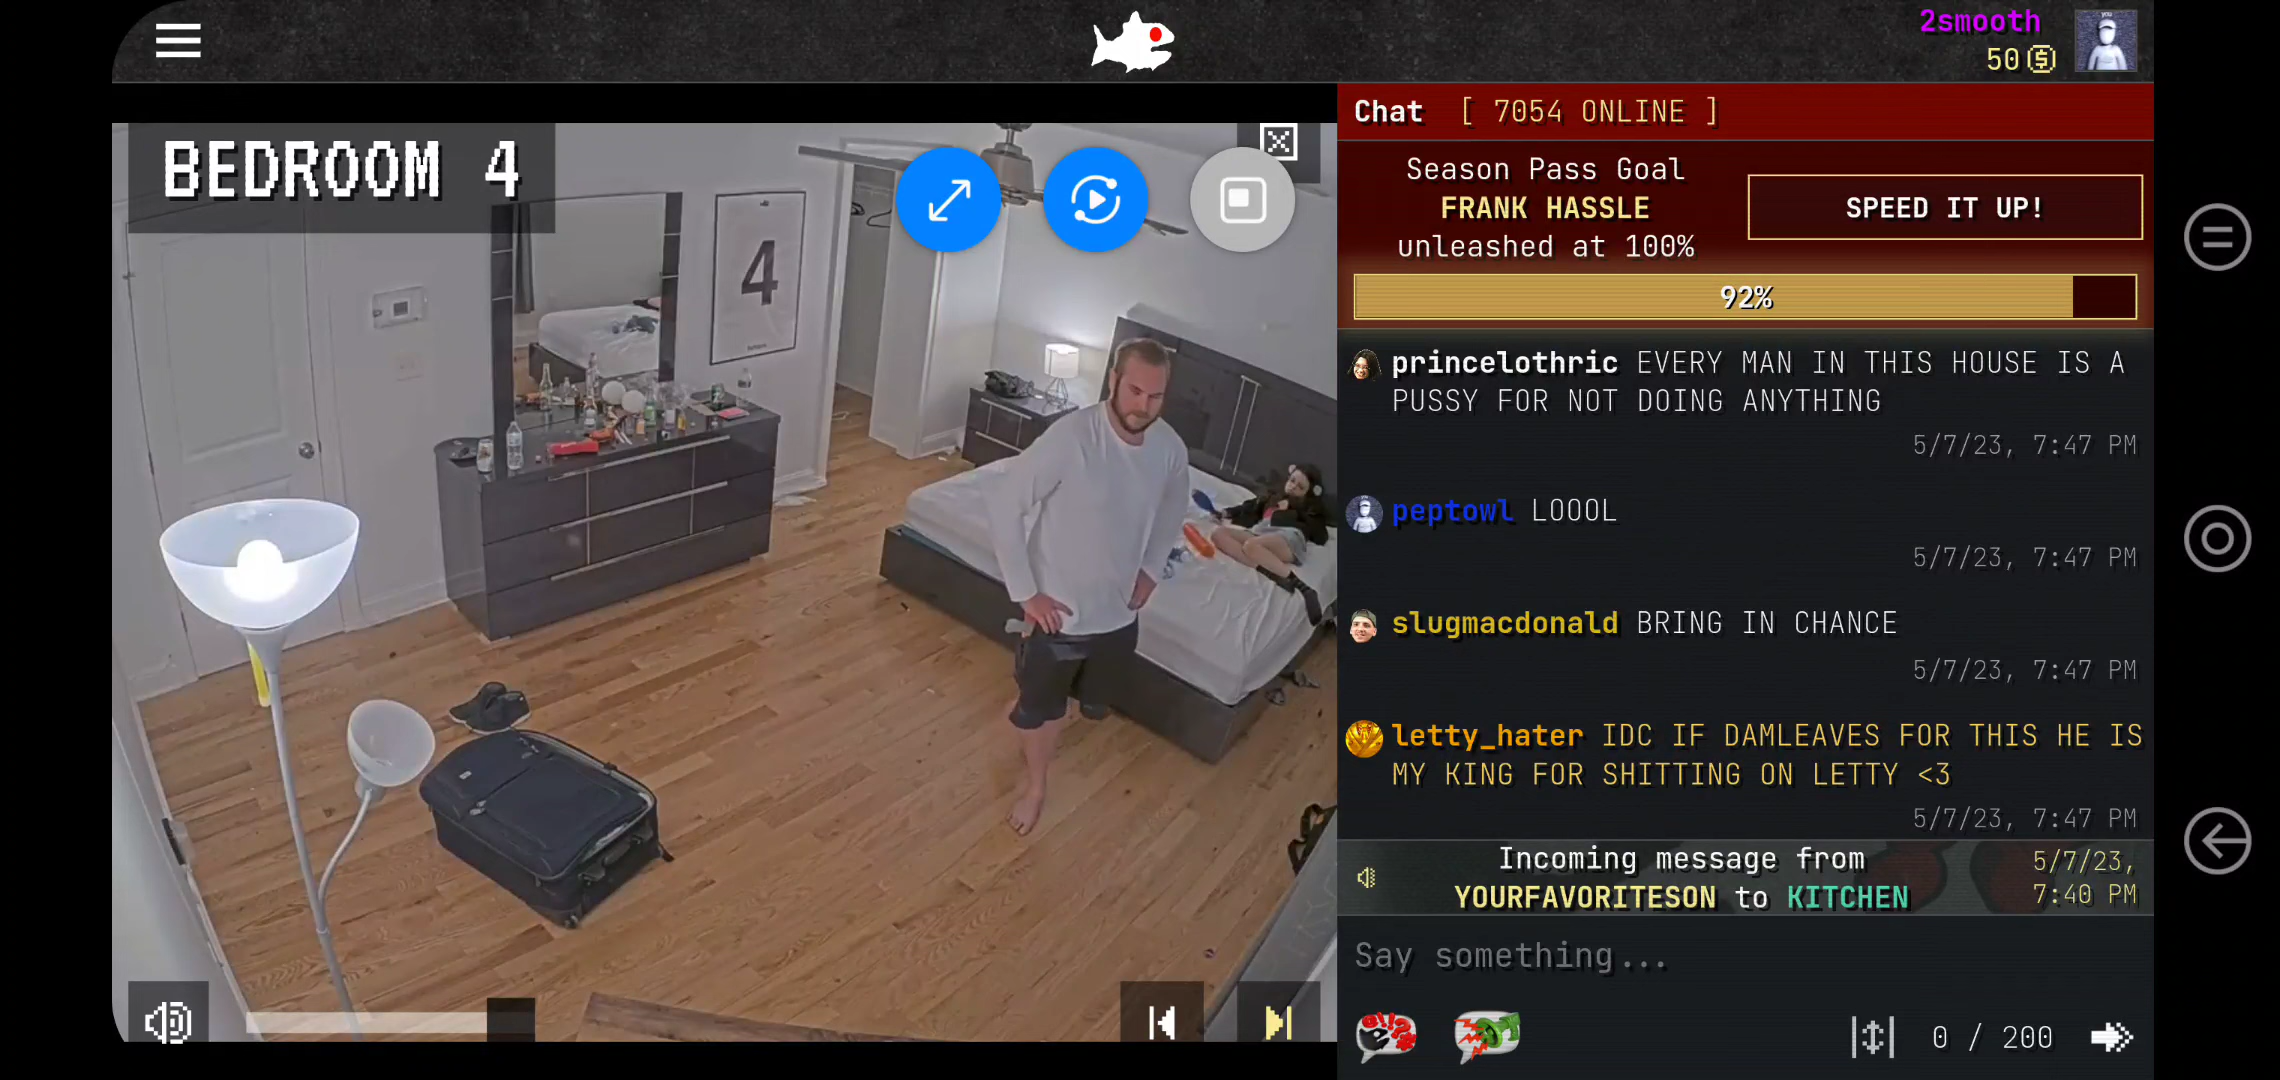 2smooth
50
BEDROOM 4
4
Chat [ 7054 ONLINE ]
Season Pass Goal
FRANK HASSLE
unleashed at 100%
SPEED IT UP!
92%
princelothric EVERY MAN IN THIS HOUSE IS A
PUSSY FOR NOT DOING ANYTHING
5/7/23, 7:47 PM
peptowl LOOOL
5/7/23, 7:47 PM
slugmacdonald BRING IN CHANCE
5/7/23, 7:47 PM
letty_hater IDC IF DAMLEAVES FOR THIS HE IS
MY KING FOR SHITTING ON LETTY <3
5/7/23, 7:47 PM
Incoming message from
YOURFAVORITESON to KITCHEN
5/7/23,
7:40 PM
Say something...
0 / 200